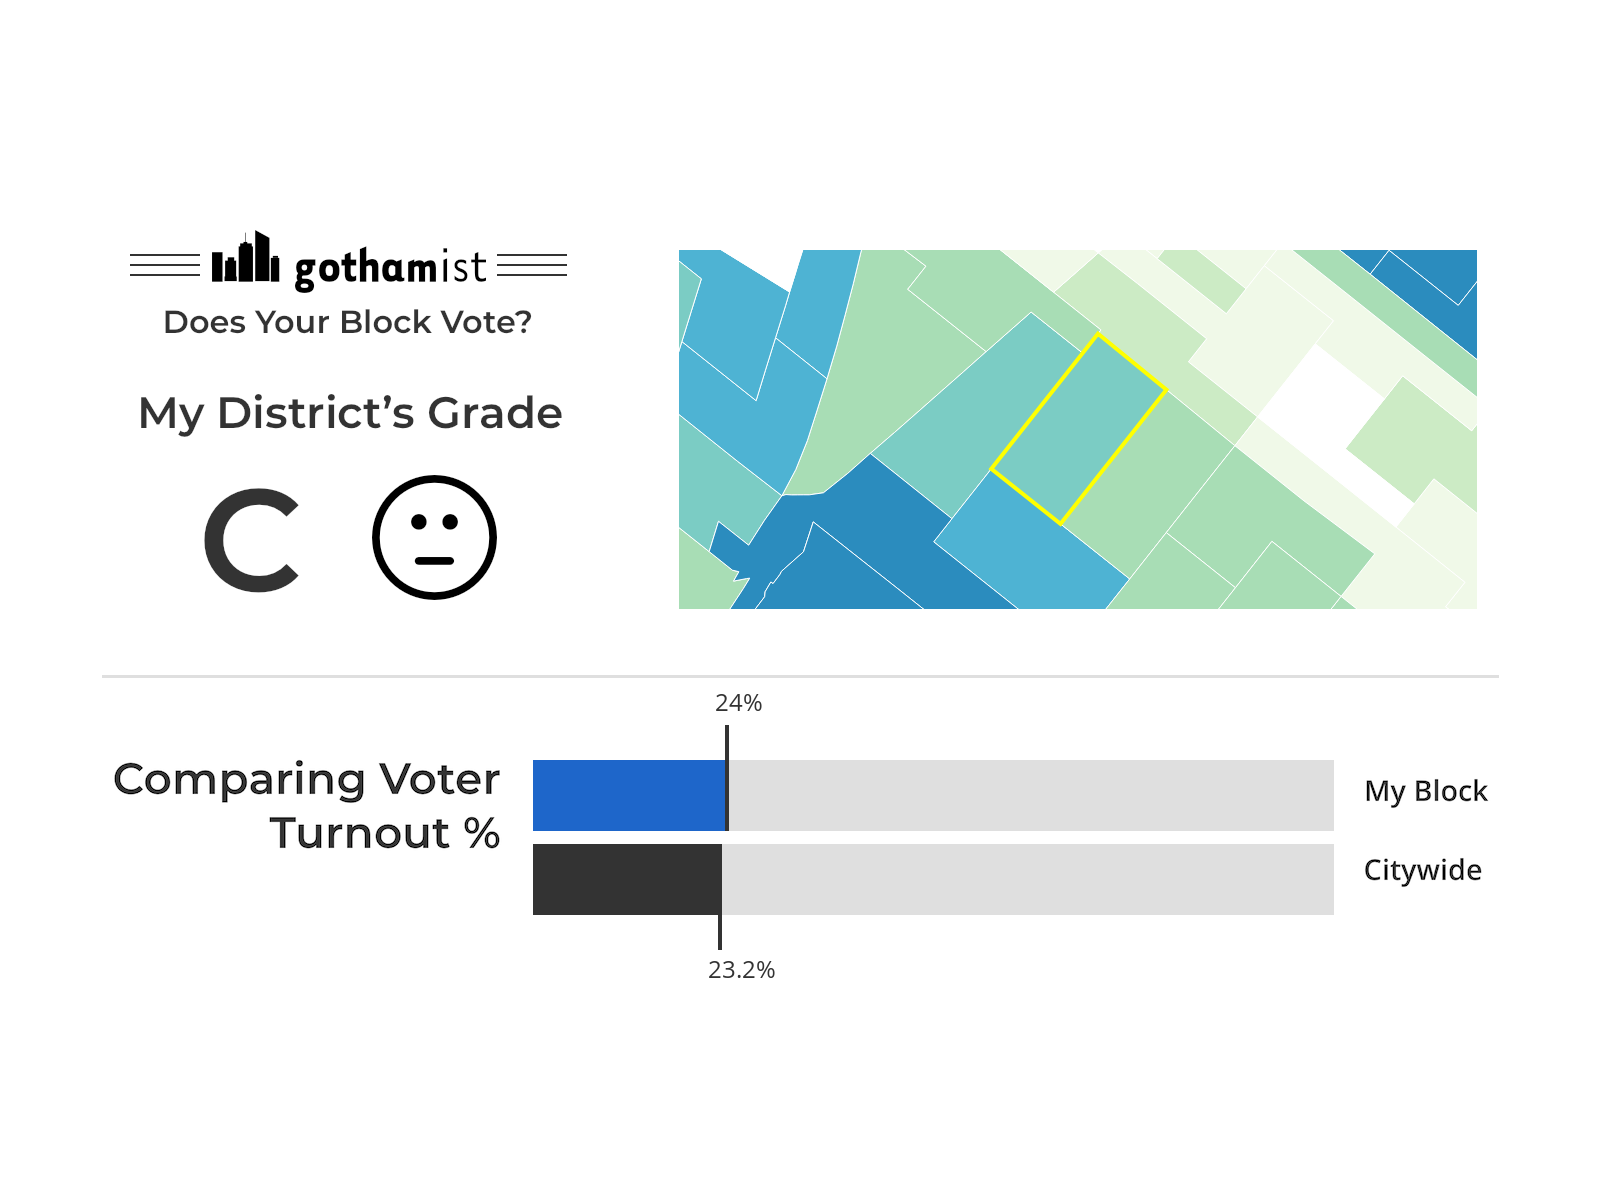 gothamist
Does Your Block Vote?
My District’s Grade
C
24%
Comparing Voter
Turnout %
My Block
Citywide
23.2%